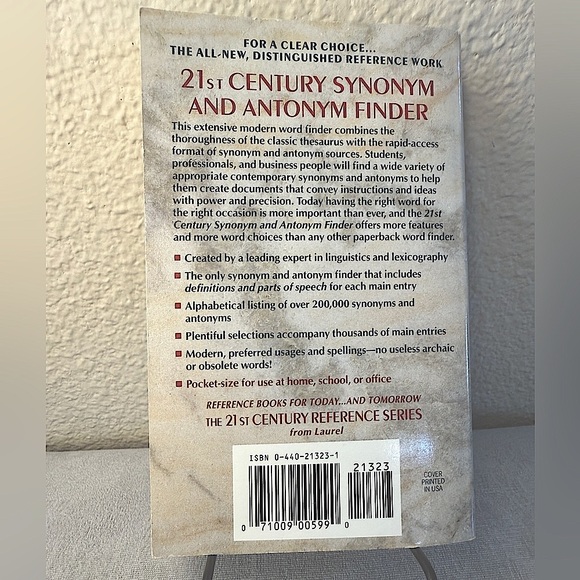 FOR A CLEAR CHOICE...
THE ALL-NEW, DISTINGUISHED REFERENCE WORK
21ST CENTURY SYNONYM
AND ANTONYM FINDER
This extensive modern word finder combines the
thoroughness of the classic thesaurus with the rapid-access
format of synonym and antonym sources. Students,
professionals, and business people will find a wide variety of
appropriate contemporary synonyms and antonyms to help
them create documents that convey instructions and ideas
with power and precision. Today having the right word for
the right occasion is more important than ever, and the 21st
Century Synonym and Antonym Finder offers more features
and more word choices than any other paperback word finder.
■ Created by a leading expert in linguistics and lexicography
■ The only synonym and antonym finder that includes
definitions and parts of speech for each main entry
■ Alphabetical listing of over 200,000 synonyms and
antonyms
■ Plentiful selections accompany thousands of main entries
■ Modern, preferred usages and spellings—no useless archaic
or obsolete words!
■ Pocket-size for use at home, school, or office
REFERENCE BOOKS FOR TODAY...AND TOMORROW
THE 21ST CENTURY REFERENCE SERIES
from Laurel
ISBN 0-440-21323-1
21323
0 71009 00599 0
COVER
PRINTED
IN USA